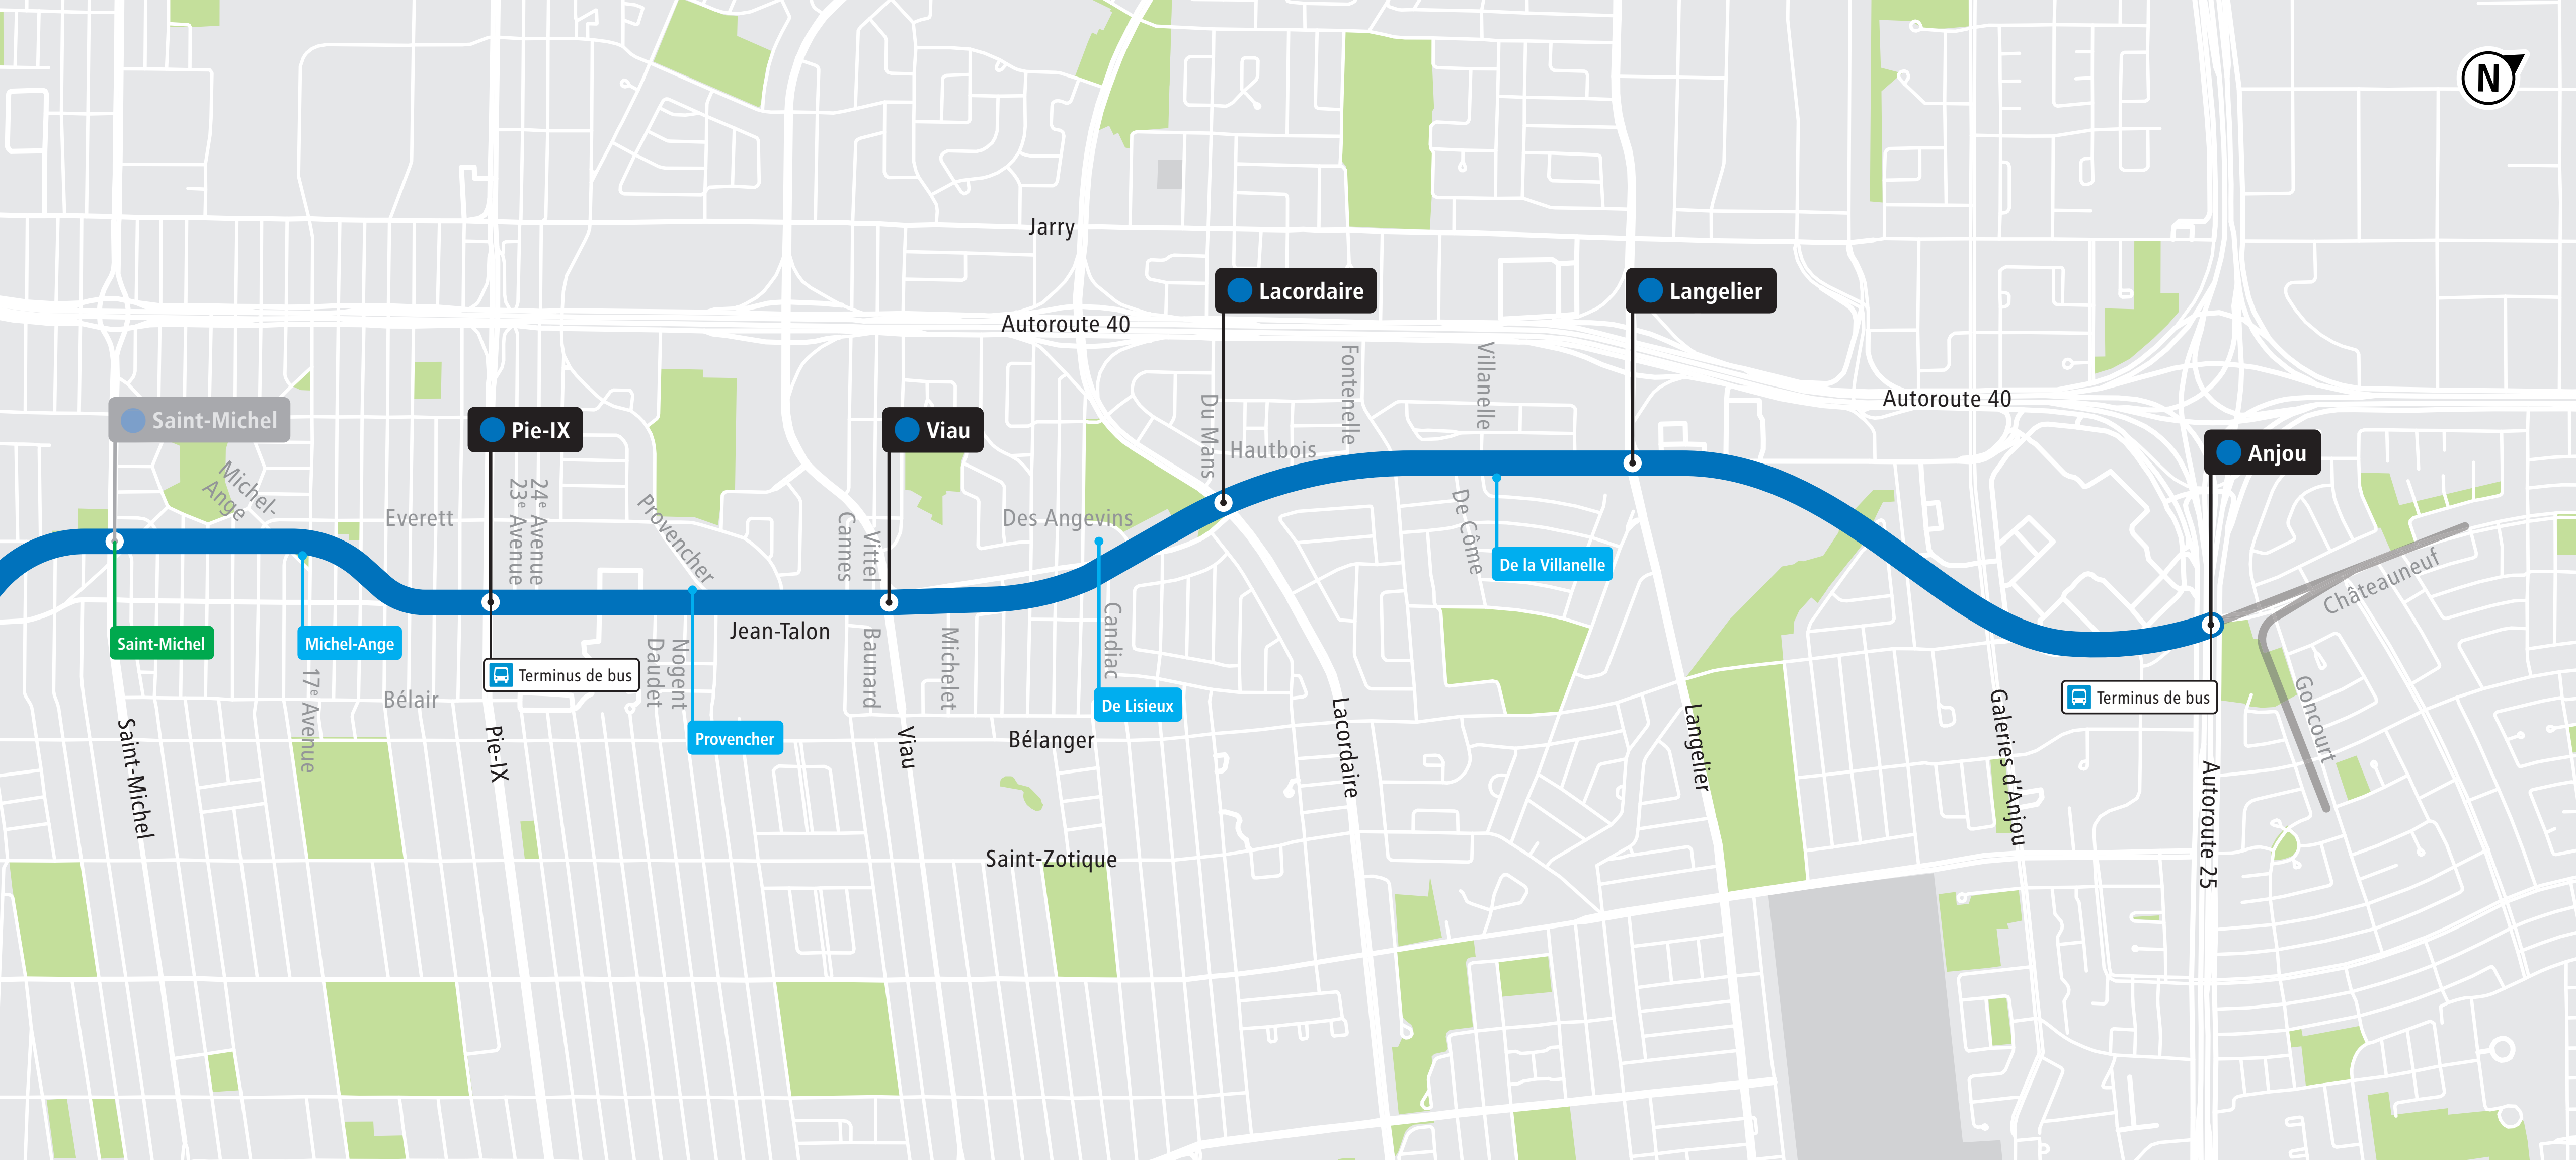 N
Jarry
Lacordaire
Langelier
Autoroute 40
Autoroute 40
Saint-Michel
Pie-IX
Viau
Anjou
Michel-
Ange
Everett
23e Avenue
24e Avenue
Provencher
Cannes
Vittel
Des Angevins
Du Mans
Hautbois
Fontenelle
Villanelle
De Côme
De la Villanelle
Châteauneuf
Saint-Michel
Michel-Ange
17e Avenue
Bélair
Terminus de bus
Daudet
Nogent
Jean-Talon
Provencher
Baunard
Michelet
Candiac
De Lisieux
Terminus de bus
Goncourt
Saint-Michel
Pie-IX
Viau
Bélanger
Lacordaire
Langelier
Galeries d'Anjou
Autoroute 25
Saint-Zotique